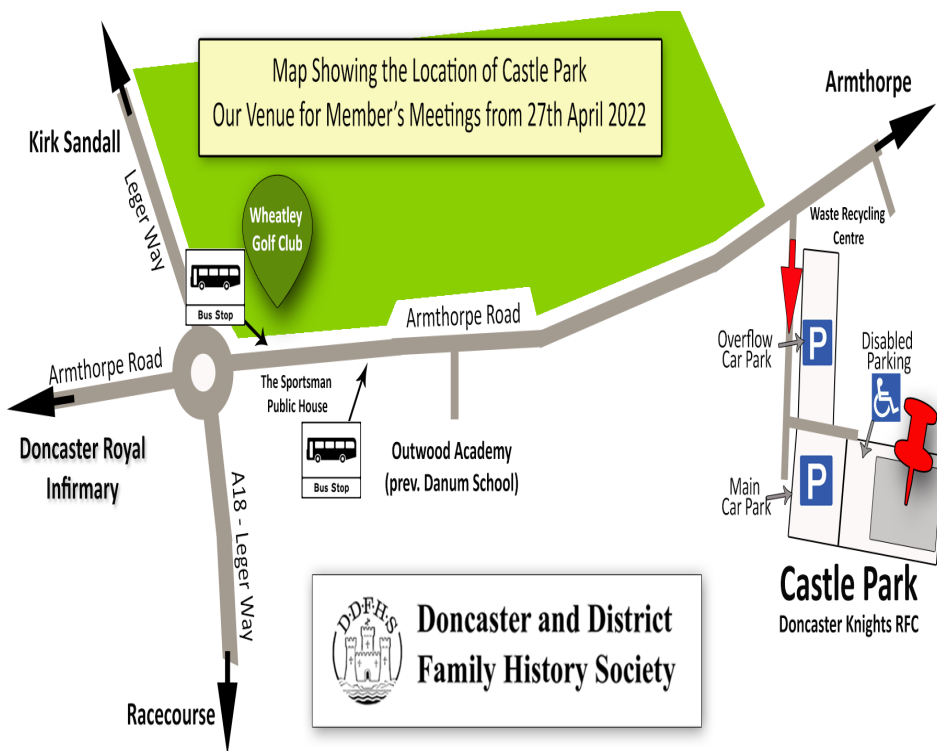 Map Showing the Location of Castle Park
Our Venue for Member's Meetings from 27th April 2022
Armthorpe
Kirk Sandall
Leger Way
Wheatley
Golf Club
Waste Recycling
Centre
Bus Stop
Armthorpe Road
P
Overflow
Car Park
Disabled
Parking
Armthorpe Road
The Sportsman
Public House
Doncaster Royal
Infirmary
Bus Stop
Outwood Academy
(prev. Danum School)
P
Main
Car Park
A18 - Leger Way
Castle Park
Doncaster Knights RFC
D·D·F·H·S
Doncaster and District
Family History Society
Racecourse